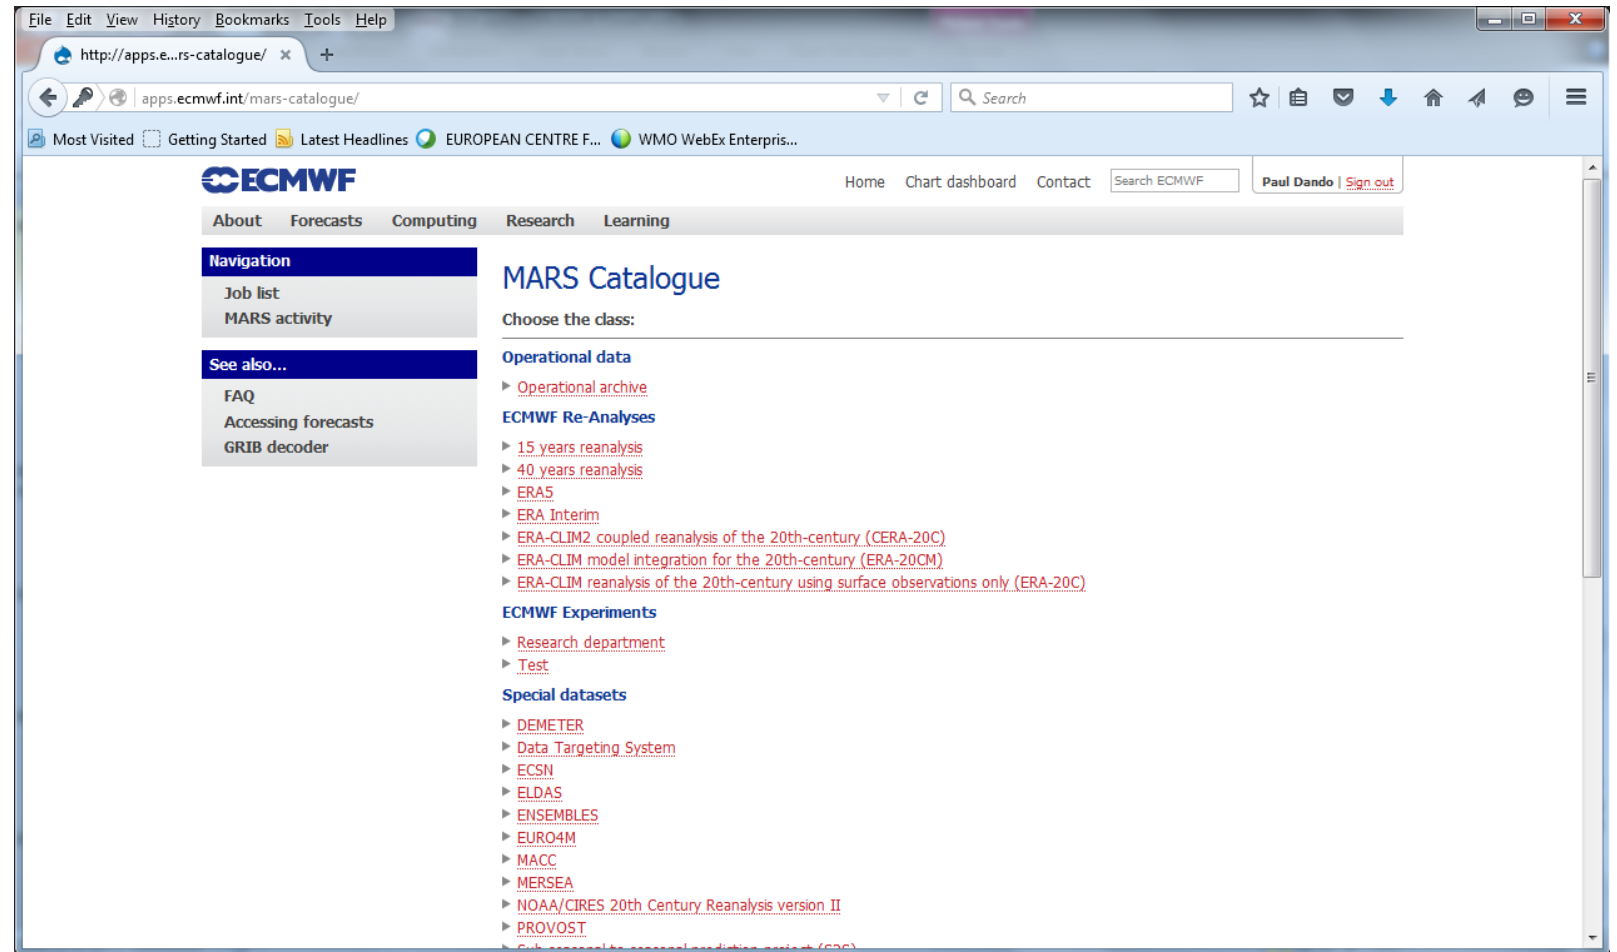 File Edit View History Bookmarks Tools Help
http://apps.e...rs-catalogue/
apps.ecmwf.int/mars-catalogue/
Search
Most Visited Getting Started Latest Headlines EUROPEAN CENTRE F... WMO WebEx Enterpris...
ECMWF
Home Chart dashboard Contact Search ECMWF Paul Dando | Sign out
About Forecasts Computing Research Learning
Navigation
Job list
MARS activity
See also...
FAQ
Accessing forecasts
GRIB decoder
MARS Catalogue
Choose the class:
Operational data
Operational archive
ECMWF Re-Analyses
15 years reanalysis
40 years reanalysis
ERA5
ERA Interim
ERA-CLIM2 coupled reanalysis of the 20th-century (CERA-20C)
ERA-CLIM model integration for the 20th-century (ERA-20CM)
ERA-CLIM reanalysis of the 20th-century using surface observations only (ERA-20C)
ECMWF Experiments
Research department
Test
Special datasets
DEMETER
Data Targeting System
ECSN
ELDAS
ENSEMBLES
EURO4M
MACC
MERSEA
NOAA/CIRES 20th Century Reanalysis version II
PROVOST
Sub-seasonal to seasonal prediction project (S2S)